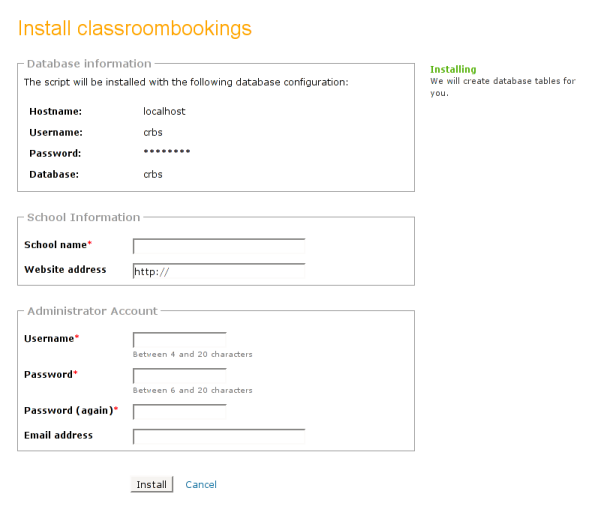 Install classroombookings
Database information
The script will be installed with the following database configuration:
Hostname: localhost
Username: crbs
Password: ********
Database: crbs
Installing
We will create database tables for
you.
School Information
School name*
Website address http://
Administrator Account
Username*
Between 4 and 20 characters
Password*
Between 6 and 20 characters
Password (again)*
Email address
Install Cancel